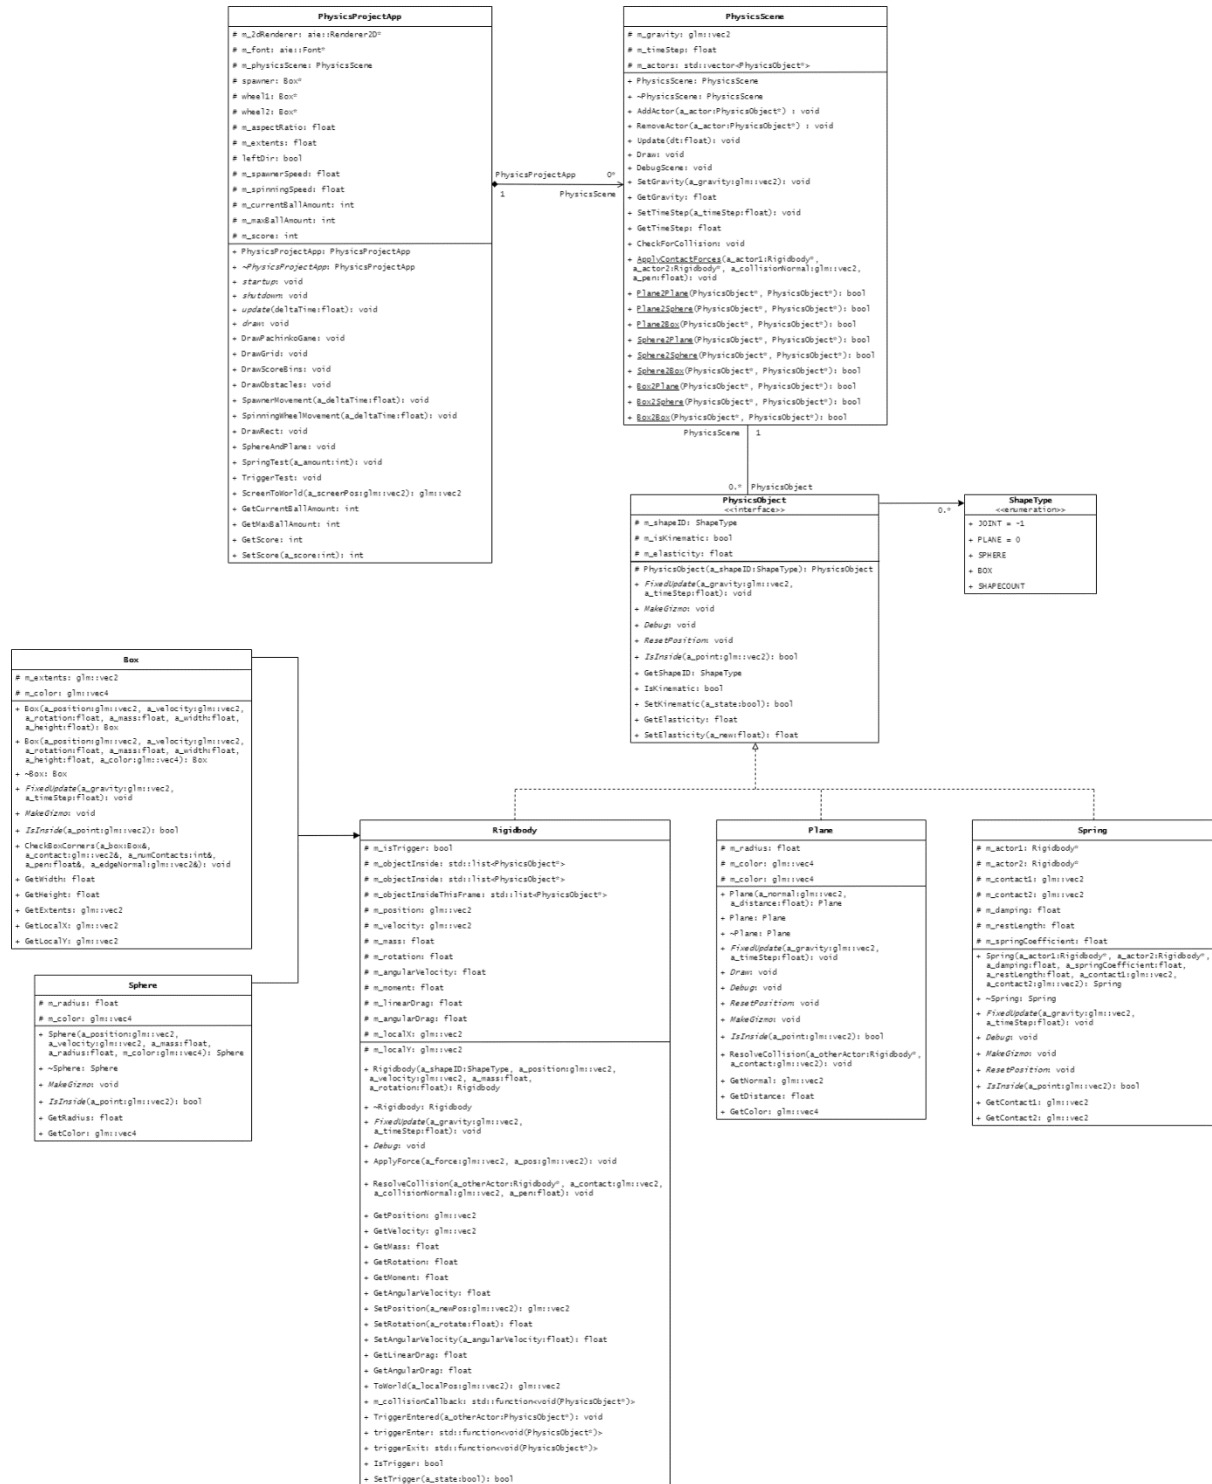 PhysicsProjectApp
# m_2dRenderer: aie::Renderer2D*
# m_font: aie::Font*
# m_physicsScene: PhysicsScene
# spawner: Box*
# wheel1: Box*
# wheel2: Box*
# m_aspectRatio: float
# m_extents: float
# leftDir: bool
# m_spawnerSpeed: float
# m_spinningSpeed: float
# m_currentBallAmount: int
# m_maxBallAmount: int
# m_score: int
+ PhysicsProjectApp: PhysicsProjectApp
+ ~PhysicsProjectApp: PhysicsProjectApp
+ startup: void
+ shutdown: void
+ update(deltaTime:float): void
+ draw: void
+ DrawPachinkoGame: void
+ DrawGrid: void
+ DrawScoreBins: void
+ DrawObstacles: void
+ SpawnerMovement(a_deltaTime:float): void
+ SpinningWheelMovement(a_deltaTime:float): void
+ DrawRect: void
+ SphereAndPlane: void
+ SpringTest(a_amount:int): void
+ TriggerTest: void
+ ScreenToWorld(a_screenPos:glm::vec2): glm::vec2
+ GetCurrentBallAmount: int
+ GetMaxBallAmount: int
+ GetScore: int
+ SetScore(a_score:int): int
PhysicsProjectApp
0*
1
PhysicsScene
PhysicsScene
# m_gravity: glm::vec2
# m_timeStep: float
# m_actors: std::vector<PhysicsObject*>
+ PhysicsScene: PhysicsScene
+ ~PhysicsScene: PhysicsScene
+ AddActor(a_actor:PhysicsObject*) : void
+ RemoveActor(a_actor:PhysicsObject*) : void
+ Update(dt:float): void
+ Draw: void
+ DebugScene: void
+ SetGravity(a_gravity:glm::vec2): void
+ GetGravity: float
+ SetTimeStep(a_timeStep:float): void
+ GetTimeStep: float
+ CheckForCollision: void
+ ApplyContactForces(a_actor1:Rigidbody*,
a_actor2:Rigidbody*, a_collisionNormal:glm::vec2,
a_pen:float): void
+ Plane2Plane(PhysicsObject*, PhysicsObject*): bool
+ Plane2Sphere(PhysicsObject*, PhysicsObject*): bool
+ Plane2Box(PhysicsObject*, PhysicsObject*): bool
+ Sphere2Plane(PhysicsObject*, PhysicsObject*): bool
+ Sphere2Sphere(PhysicsObject*, PhysicsObject*): bool
+ Sphere2Box(PhysicsObject*, PhysicsObject*): bool
+ Box2Plane(PhysicsObject*, PhysicsObject*): bool
+ Box2Sphere(PhysicsObject*, PhysicsObject*): bool
+ Box2Box(PhysicsObject*, PhysicsObject*): bool
PhysicsScene 1
0.* PhysicsObject
PhysicsObject
<<interface>>
# m_shapeID: ShapeType
# m_isKinematic: bool
# m_elasticity: float
# PhysicsObject(a_shapeID:ShapeType): PhysicsObject
+ FixedUpdate(a_gravity:glm::vec2,
a_timeStep:float): void
+ MakeGizmo: void
+ Debug: void
+ ResetPosition: void
+ IsInside(a_point:glm::vec2): bool
+ GetShapeID: ShapeType
+ IsKinematic: bool
+ SetKinematic(a_state:bool): bool
+ GetElasticity: float
+ SetElasticity(a_new:float): float
0.*
ShapeType
<<enumeration>>
+ JOINT = -1
+ PLANE = 0
+ SPHERE
+ BOX
+ SHAPECOUNT
Box
# m_extents: glm::vec2
# m_color: glm::vec4
+ Box(a_position:glm::vec2, a_velocity:glm::vec2,
a_rotation:float, a_mass:float, a_width:float,
a_height:float): Box
+ Box(a_position:glm::vec2, a_velocity:glm::vec2,
a_rotation:float, a_mass:float, a_width:float,
a_height:float, a_color:glm::vec4): Box
+ ~Box: Box
+ FixedUpdate(a_gravity:glm::vec2,
a_timeStep:float): void
+ MakeGizmo: void
+ IsInside(a_point:glm::vec2): bool
+ CheckBoxCorners(a_box:Box&,
a_contact:glm::vec2&, a_numContacts:int&,
a_pen:float&, a_edgeNormal:glm::vec2&): void
+ GetWidth: float
+ GetHeight: float
+ GetExtents: glm::vec2
+ GetLocalX: glm::vec2
+ GetLocalY: glm::vec2
Sphere
# m_radius: float
# m_color: glm::vec4
+ Sphere(a_position:glm::vec2,
a_velocity:glm::vec2, a_mass:float,
a_radius:float, m_color:glm::vec4): Sphere
+ ~Sphere: Sphere
+ MakeGizmo: void
+ IsInside(a_point:glm::vec2): bool
+ GetRadius: float
+ GetColor: glm::vec4
Rigidbody
# m_isTrigger: bool
# m_objectInside: std::list<PhysicsObject*>
# m_objectInside: std::list<PhysicsObject*>
# m_objectInsideThisFrame: std::list<PhysicsObject*>
# m_position: glm::vec2
# m_velocity: glm::vec2
# m_mass: float
# m_rotation: float
# m_angularVelocity: float
# m_moment: float
# m_linearDrag: float
# m_angularDrag: float
# m_localX: glm::vec2
# m_localY: glm::vec2
+ Rigidbody(a_shapeID:ShapeType, a_position:glm::vec2,
a_velocity:glm::vec2, a_mass:float,
a_rotation:float): Rigidbody
+ ~Rigidbody: Rigidbody
+ FixedUpdate(a_gravity:glm::vec2,
a_timeStep:float): void
+ Debug: void
+ ApplyForce(a_force:glm::vec2, a_pos:glm::vec2): void
+ ResolveCollision(a_otherActor:Rigidbody*, a_contact:glm::vec2,
a_collisionNormal:glm::vec2, a_pen:float): void
+ GetPosition: glm::vec2
+ GetVelocity: glm::vec2
+ GetMass: float
+ GetRotation: float
+ GetMoment: float
+ GetAngularVelocity: float
+ SetPosition(a_newPos:glm::vec2): glm::vec2
+ SetRotation(a_rotate:float): float
+ SetAngularVelocity(a_angularVelocity:float): float
+ GetLinearDrag: float
+ GetAngularDrag: float
+ ToWorld(a_localPos:glm::vec2): glm::vec2
+ m_collisionCallback: std::function<void(PhysicsObject*)>
+ TriggerEntered(a_otherActor:PhysicsObject*): void
+ triggerEnter: std::function<void(PhysicsObject*)>
+ triggerExit: std::function<void(PhysicsObject*)>
+ IsTrigger: bool
+ SetTrigger(a_state:bool): bool
Plane
# m_radius: float
# m_color: glm::vec4
# m_color: glm::vec4
+ Plane(a_normal:glm::vec2,
a_distance:float): Plane
+ Plane: Plane
+ ~Plane: Plane
+ FixedUpdate(a_gravity:glm::vec2,
a_timeStep:float): void
+ Draw: void
+ Debug: void
+ ResetPosition: void
+ MakeGizmo: void
+ IsInside(a_point:glm::vec2): bool
+ ResolveCollision(a_otherActor:Rigidbody*,
a_contact:glm::vec2): void
+ GetNormal: glm::vec2
+ GetDistance: float
+ GetColor: glm::vec4
Spring
# m_actor1: Rigidbody*
# m_actor2: Rigidbody*
# m_contact1: glm::vec2
# m_contact2: glm::vec2
# m_damping: float
# m_restLength: float
# m_springCoefficient: float
+ Spring(a_actor1:Rigidbody*, a_actor2:Rigidbody*,
a_damping:float, a_springCoefficient:float,
a_restLength:float, a_contact1:glm::vec2,
a_contact2:glm::vec2): Spring
+ ~Spring: Spring
+ FixedUpdate(a_gravity:glm::vec2,
a_timeStep:float): void
+ Debug: void
+ MakeGizmo: void
+ ResetPosition: void
+ IsInside(a_point:glm::vec2): bool
+ GetContact1: glm::vec2
+ GetContact2: glm::vec2